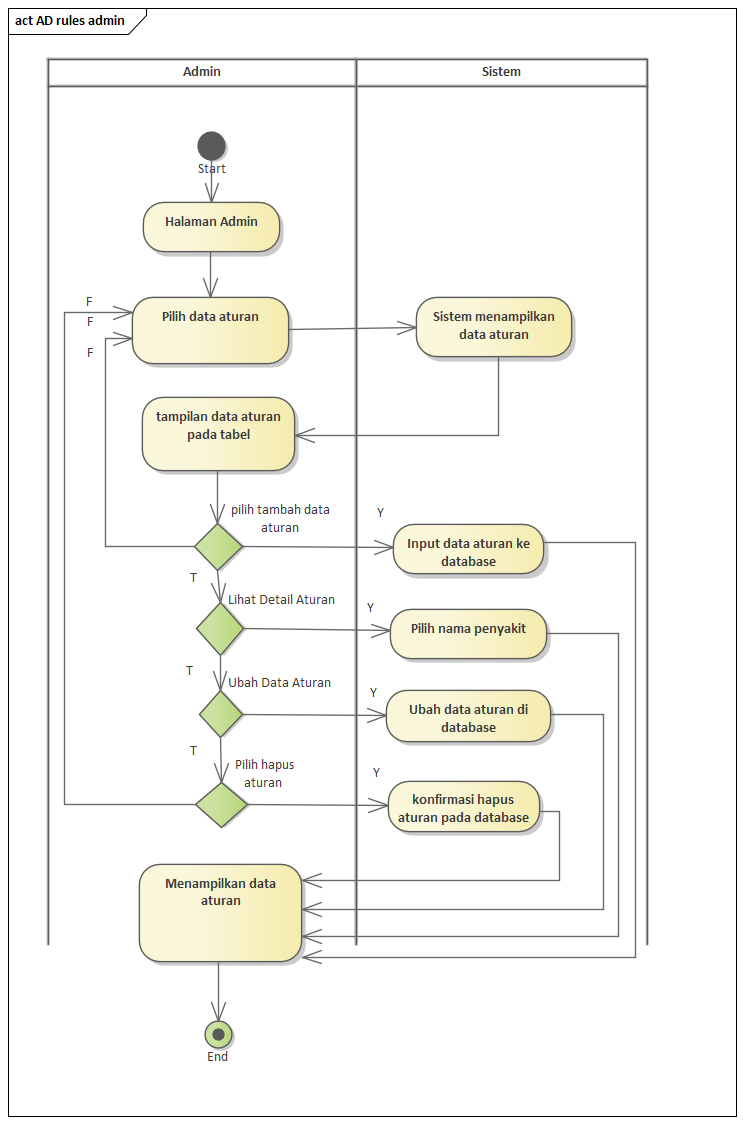 act AD rules admin
Admin
Sistem
Start
Halaman Admin
F
Pilih data aturan
Sistem menampilkan
data aturan
F
F
tampilan data aturan
pada tabel
pilih tambah data
aturan
Y
Input data aturan ke
database
T
Lihat Detail Aturan
Y
Pilih nama penyakit
T
Ubah Data Aturan
Y
Ubah data aturan di
database
T
Pilih hapus
aturan
Y
konfirmasi hapus
aturan pada database
Menampilkan data
aturan
End